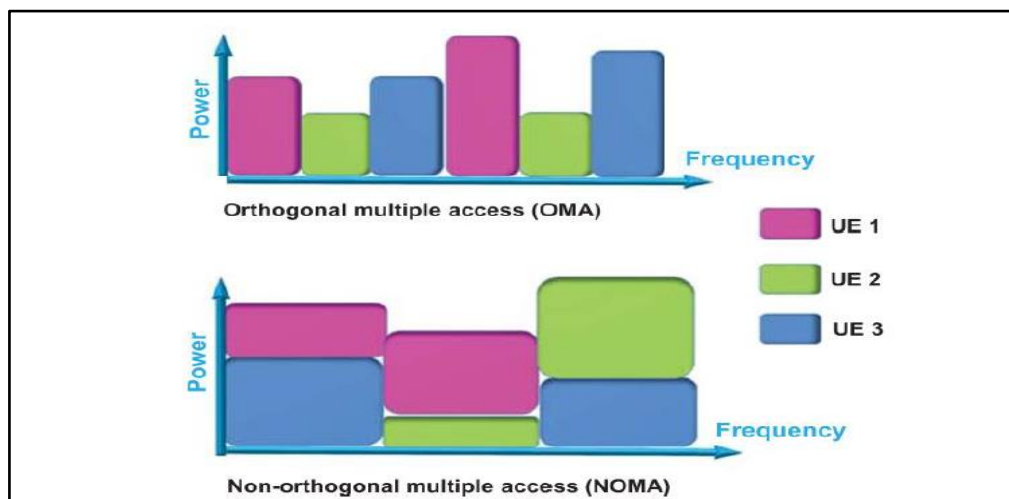 Power
Frequency
Orthogonal multiple access (OMA)
UE 1
UE 2
UE 3
Power
Frequency
Non-orthogonal multiple access (NOMA)